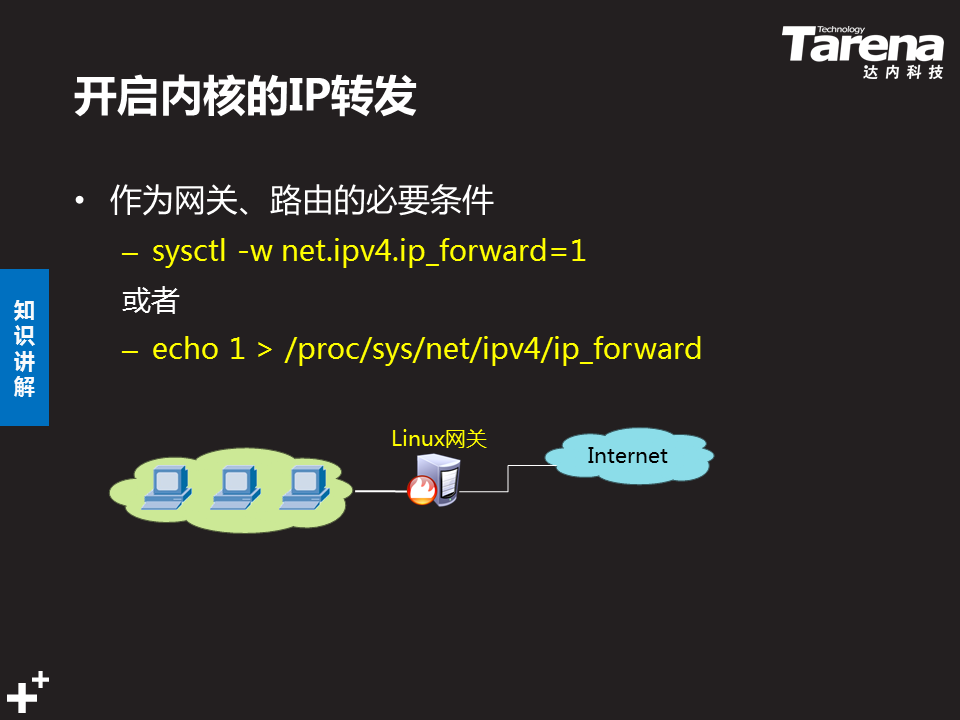 Technology
Tarena
达内科技
开启内核的IP转发
• 作为网关、路由的必要条件
– sysctl -w net.ipv4.ip_forward=1
或者
– echo 1 > /proc/sys/net/ipv4/ip_forward
知识讲解
Linux网关
Internet